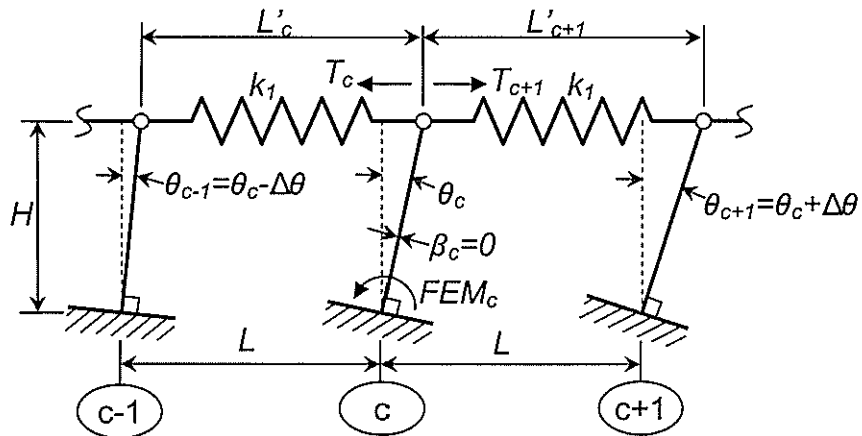 L'c L'c+1
Tc Tc+1
k1 k1
θc-1=θc-Δθ θc θc+1=θc+Δθ
H
βc=0
FEMc
L L
c-1 c c+1